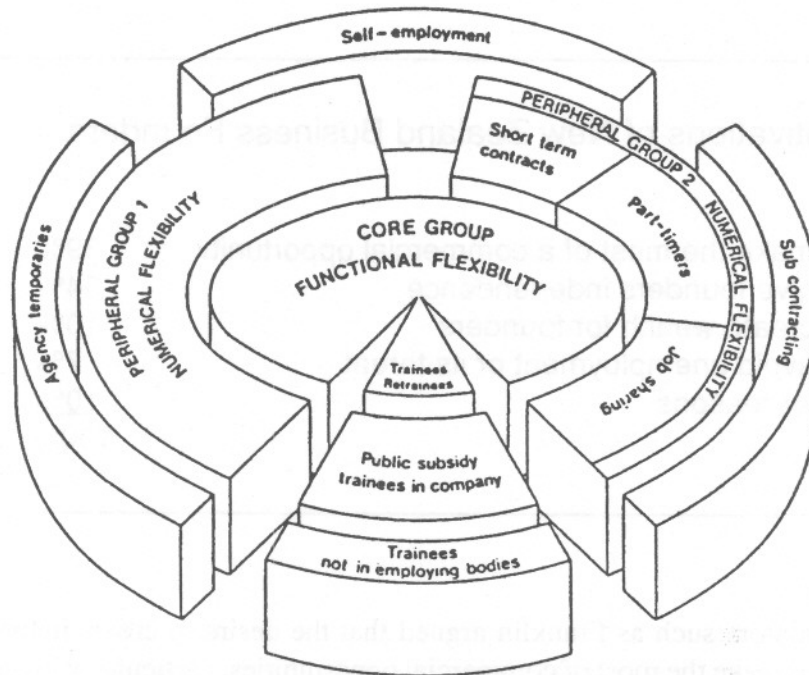 Self-employment
PERIPHERAL GROUP 2
NUMERICAL FLEXIBILITY
Short term
contracts
Part-timers
Job sharing
Sub contracting
Agency temporaries
PERIPHERAL GROUP 1
NUMERICAL FLEXIBILITY
CORE GROUP
FUNCTIONAL FLEXIBILITY
Trainees
Retrainees
Public subsidy
trainees in company
Trainees
not in employing bodies